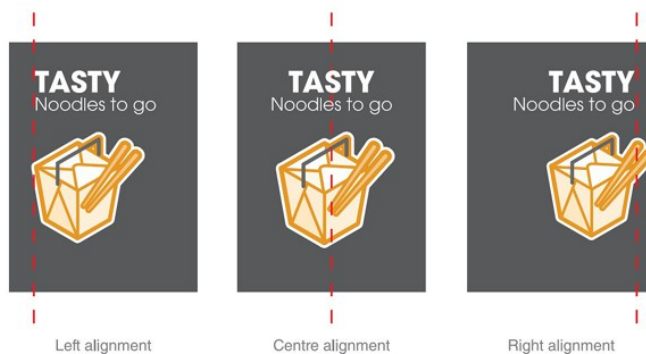 TASTY
Noodles to go
TASTY
Noodles to go
TASTY
Noodles to go
Left alignment
Centre alignment
Right alignment